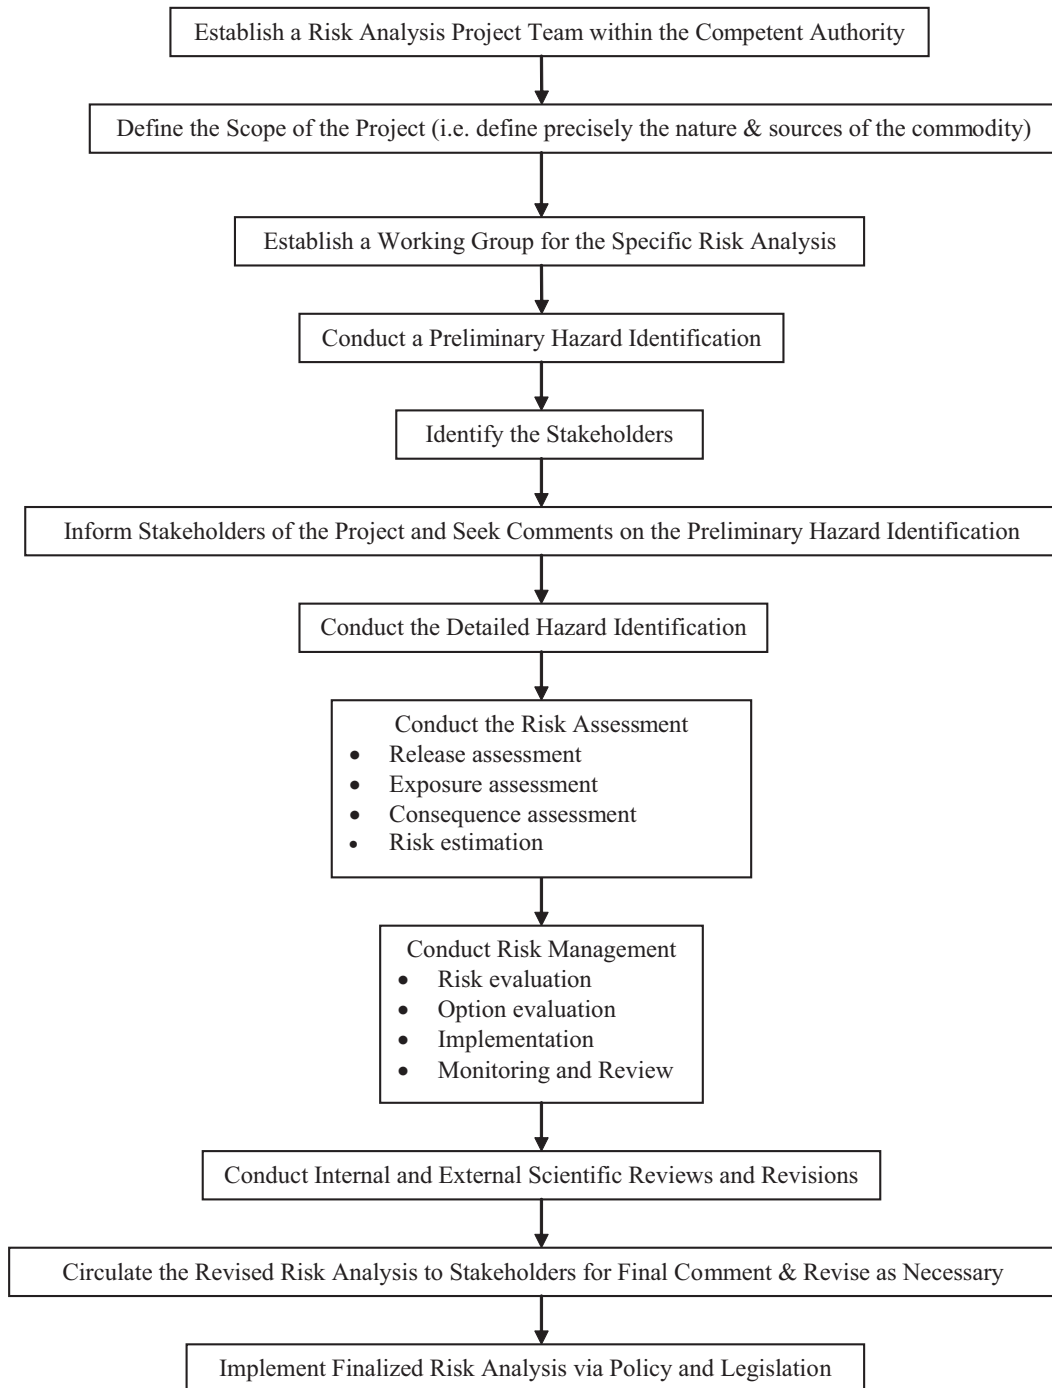 Establish a Risk Analysis Project Team within the Competent Authority
Define the Scope of the Project (i.e. define precisely the nature & sources of the commodity)
Establish a Working Group for the Specific Risk Analysis
Conduct a Preliminary Hazard Identification
Identify the Stakeholders
Inform Stakeholders of the Project and Seek Comments on the Preliminary Hazard Identification
Conduct the Detailed Hazard Identification
Conduct the Risk Assessment
• Release assessment
• Exposure assessment
• Consequence assessment
• Risk estimation
Conduct Risk Management
• Risk evaluation
• Option evaluation
• Implementation
• Monitoring and Review
Conduct Internal and External Scientific Reviews and Revisions
Circulate the Revised Risk Analysis to Stakeholders for Final Comment & Revise as Necessary
Implement Finalized Risk Analysis via Policy and Legislation